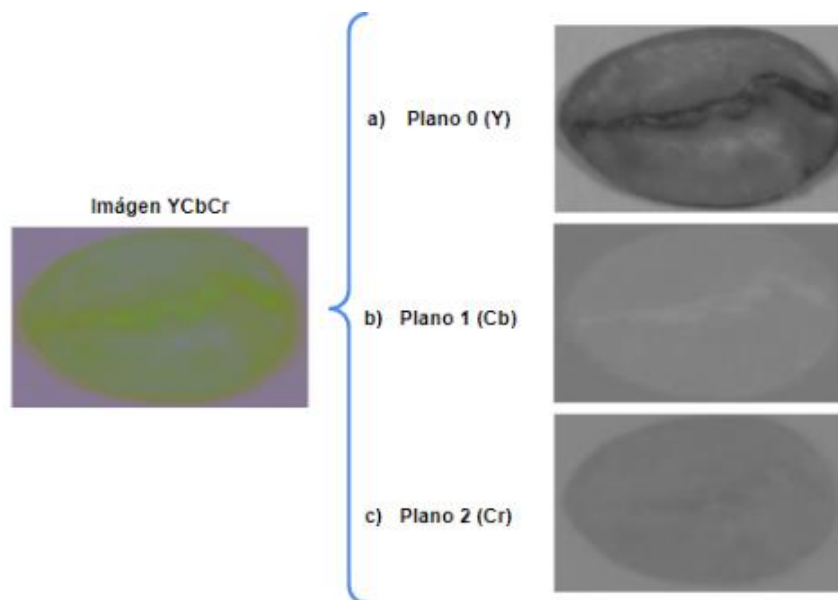 Imágen YCbCr
a) Plano 0 (Y)
b) Plano 1 (Cb)
c) Plano 2 (Cr)